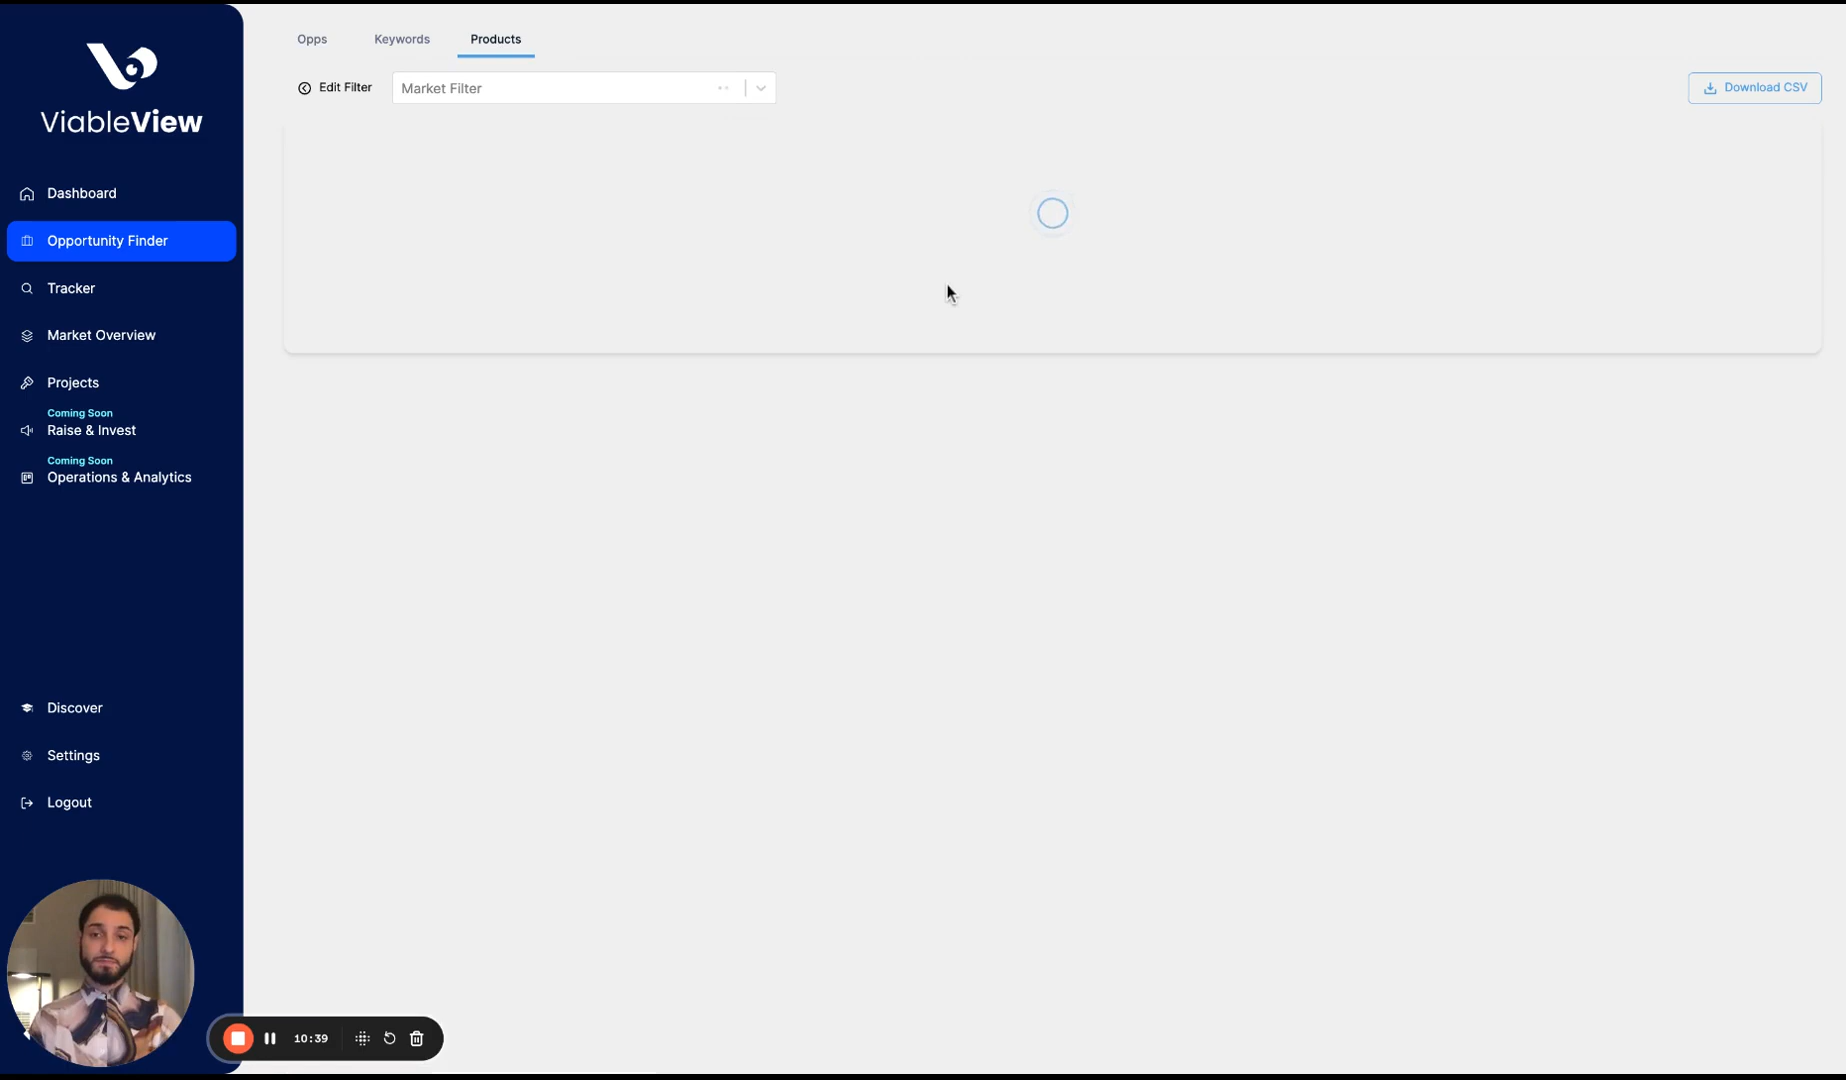 Opps
Keywords
Products
Edit Filter
Market Filter
Download CSV
ViableView
Dashboard
Opportunity Finder
Tracker
Market Overview
Projects
Coming Soon
Raise & Invest
Coming Soon
Operations & Analytics
Discover
Settings
Logout
10:39